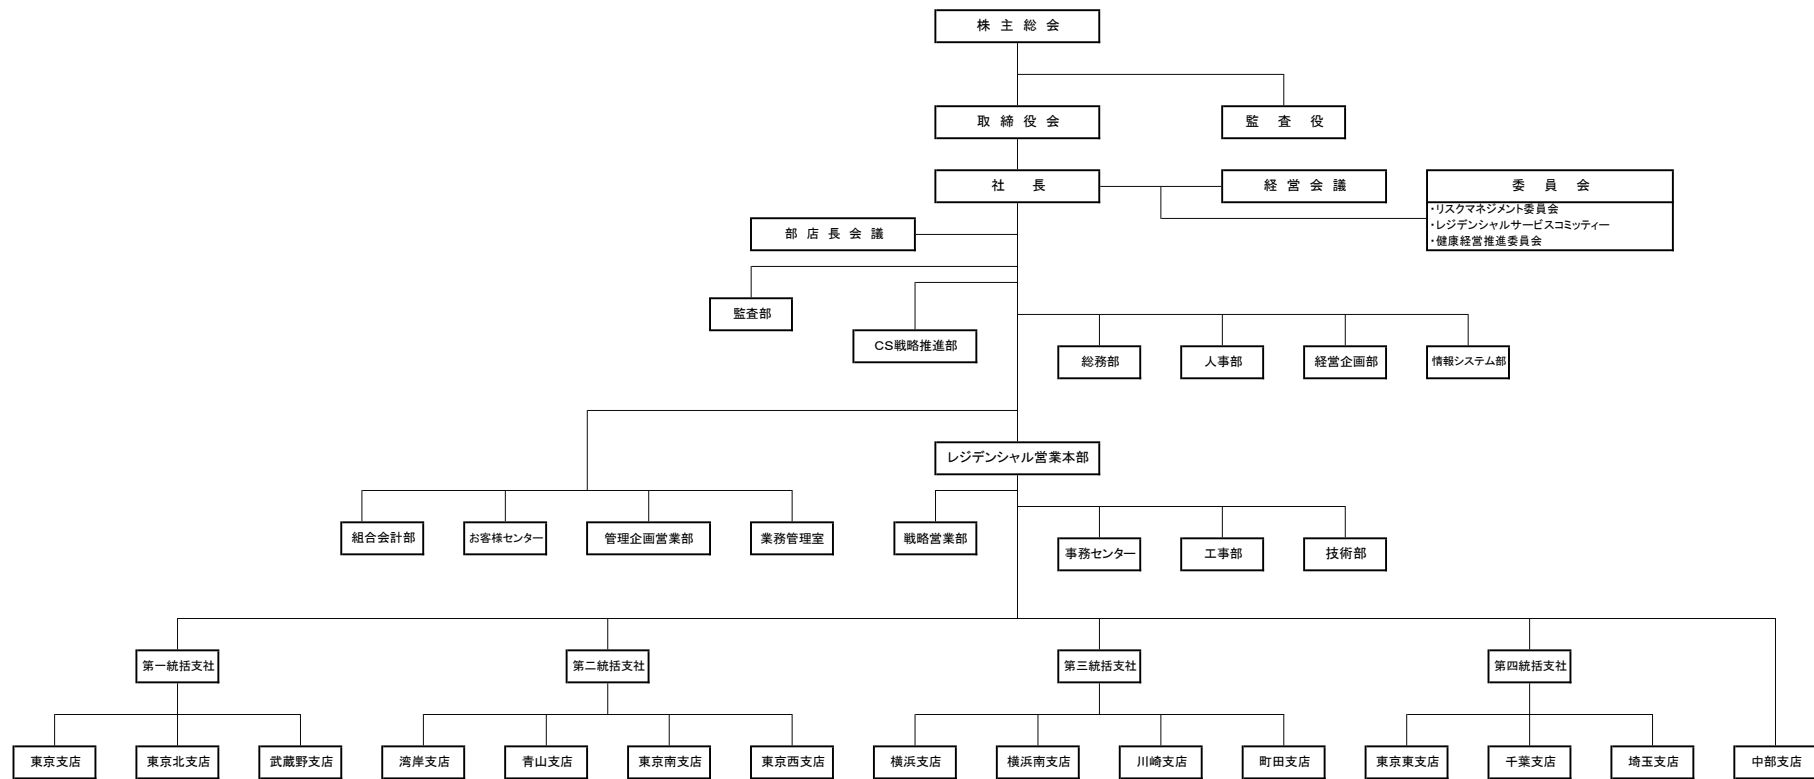 株 主 総 会
取 締 役 会
監 査 役
社 長
経 営 会 議
委 員 会
・リスクマネジメント委員会
・レジデンシャルサービスコミッティー
・健康経営推進委員会
部 店 長 会 議
監査部
CS戦略推進部
総務部
人事部
経営企画部
情報システム部
レジデンシャル営業本部
組合会計部
お客様センター
管理企画営業部
業務管理室
戦略営業部
事務センター
工事部
技術部
第一統括支社
第二統括支社
第三統括支社
第四統括支社
東京支店
東京北支店
武蔵野支店
湾岸支店
青山支店
東京南支店
東京西支店
横浜支店
横浜南支店
川崎支店
町田支店
東京東支店
千葉支店
埼玉支店
中部支店